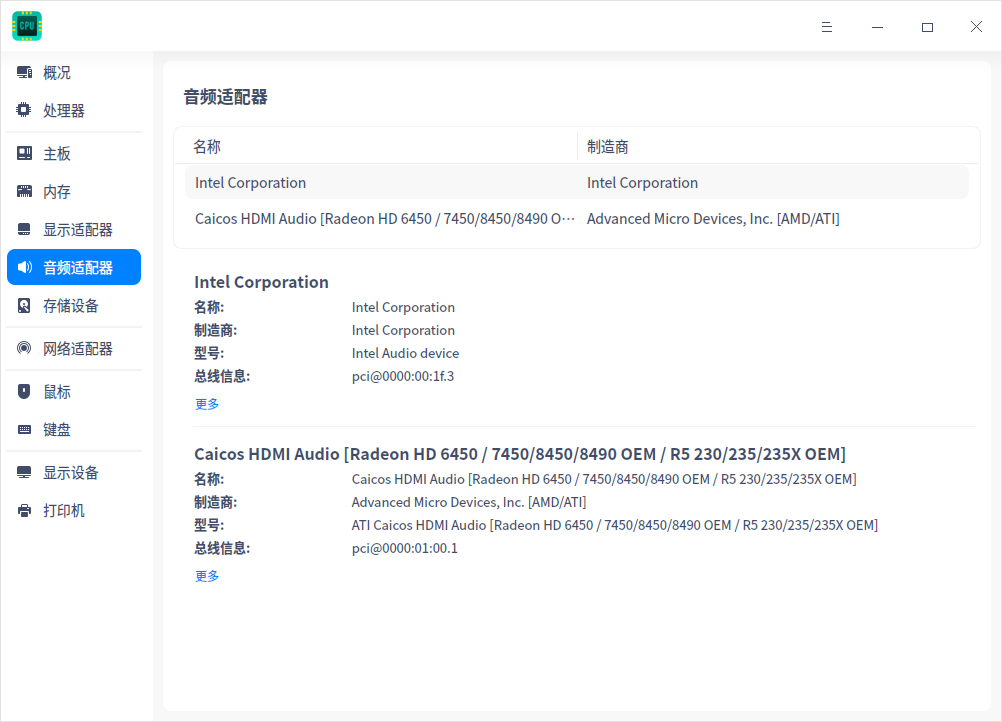 CPU
概况
处理器
主板
内存
显示适配器
音频适配器
存储设备
网络适配器
鼠标
键盘
显示设备
打印机
音频适配器
名称 制造商
Intel Corporation Intel Corporation
Caicos HDMI Audio [Radeon HD 6450 / 7450/8450/8490 O··· Advanced Micro Devices, Inc. [AMD/ATI]
Intel Corporation
名称: Intel Corporation
制造商: Intel Corporation
型号: Intel Audio device
总线信息: pci@0000:00:1f.3
更多
Caicos HDMI Audio [Radeon HD 6450 / 7450/8450/8490 OEM / R5 230/235/235X OEM]
名称: Caicos HDMI Audio [Radeon HD 6450 / 7450/8450/8490 OEM / R5 230/235/235X OEM]
制造商: Advanced Micro Devices, Inc. [AMD/ATI]
型号: ATI Caicos HDMI Audio [Radeon HD 6450 / 7450/8450/8490 OEM / R5 230/235/235X OEM]
总线信息: pci@0000:01:00.1
更多